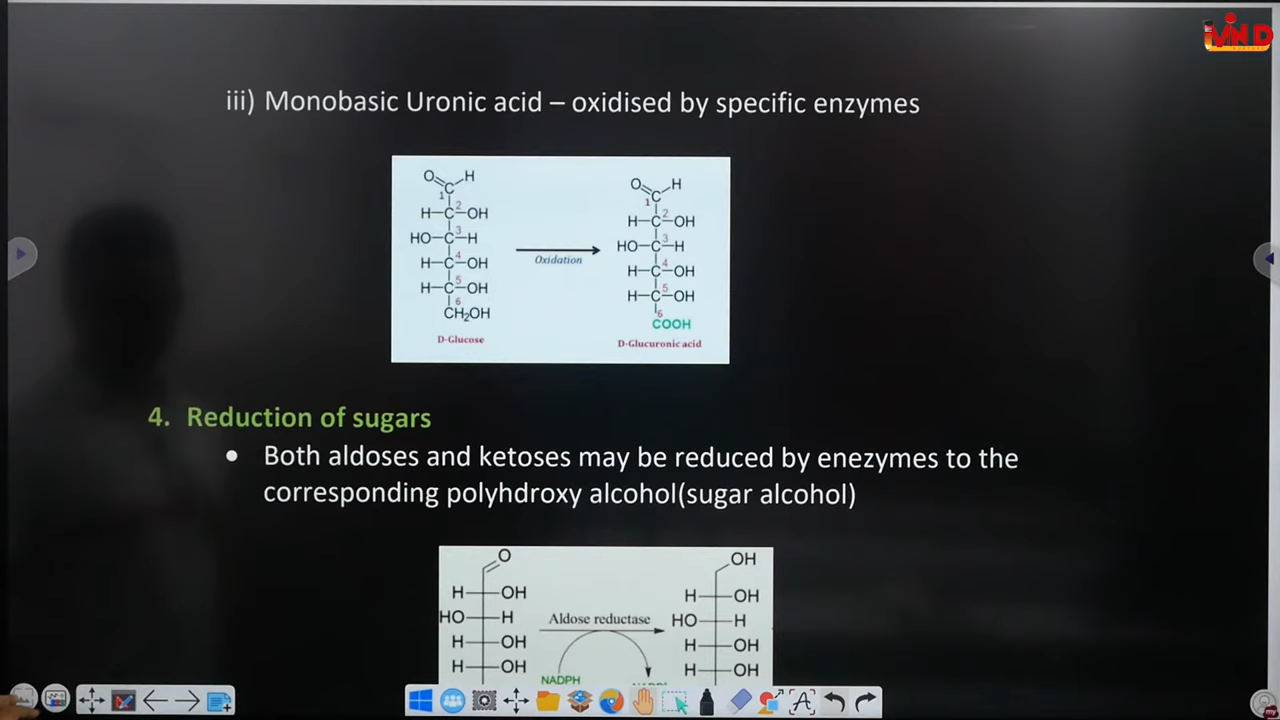 iii) Monobasic Uronic acid – oxidised by specific enzymes
O H
C
1
H-C-OH
2
HO-C-H
3
H-C-OH
4
H-C-OH
5
6
CH₂OH
D-Glucose
Oxidation
O H
C
1
H-C-OH
2
HO-C-H
3
H-C-OH
4
H-C-OH
5
6
COOH
D-Glucuronic acid
4. Reduction of sugars
• Both aldoses and ketoses may be reduced by enezymes to the
corresponding polyhdroxy alcohol(sugar alcohol)
O
H OH
HO H
H OH
H OH
Aldose reductase
NADPH
OH
H OH
HO H
H OH
H OH